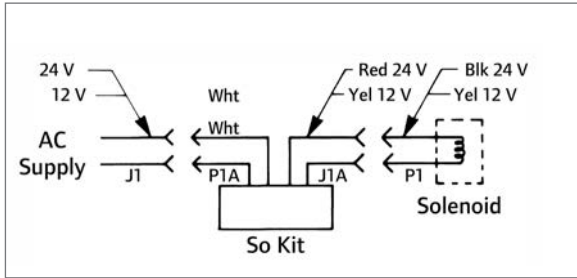 24 V
12 V
Wht
Red 24 V
Yel 12 V
Blk 24 V
Yel 12 V
AC
Supply
Wht
J1
P1A
J1A
P1
Solenoid
So Kit